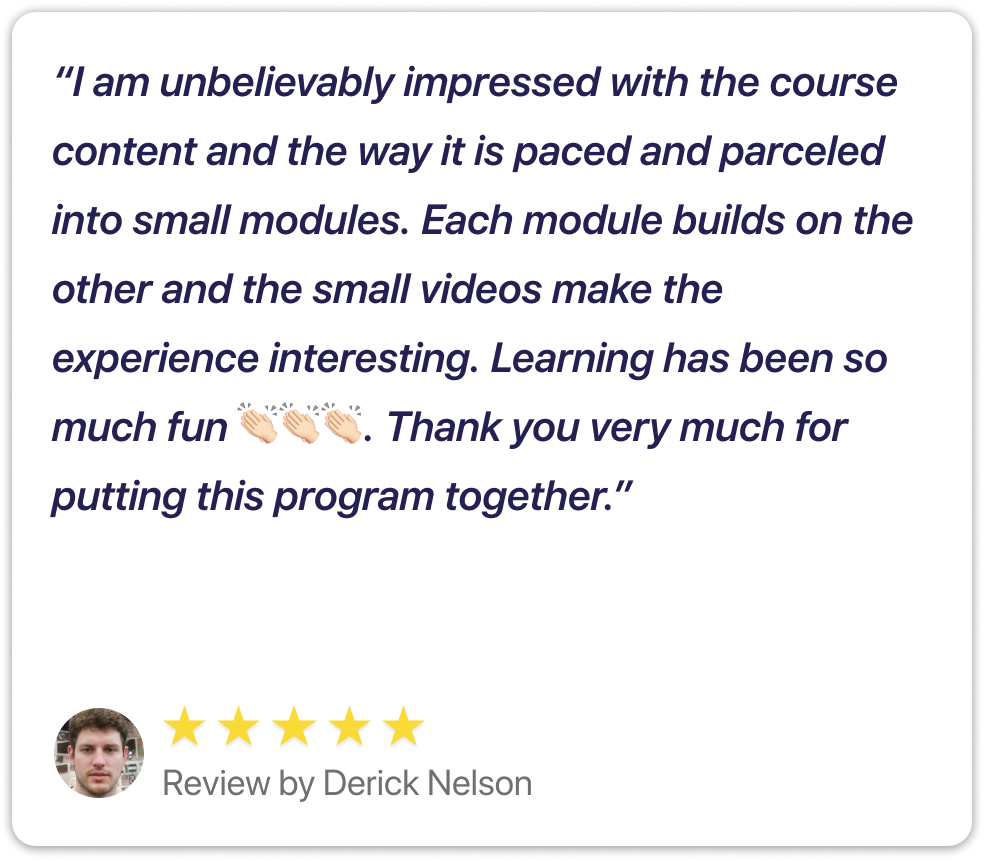 “I am unbelievably impressed with the course
content and the way it is paced and parceled
into small modules. Each module builds on the
other and the small videos make the
experience interesting. Learning has been so
much fun 👏🏻👏🏻👏🏻. Thank you very much for
putting this program together.”
Review by Derick Nelson